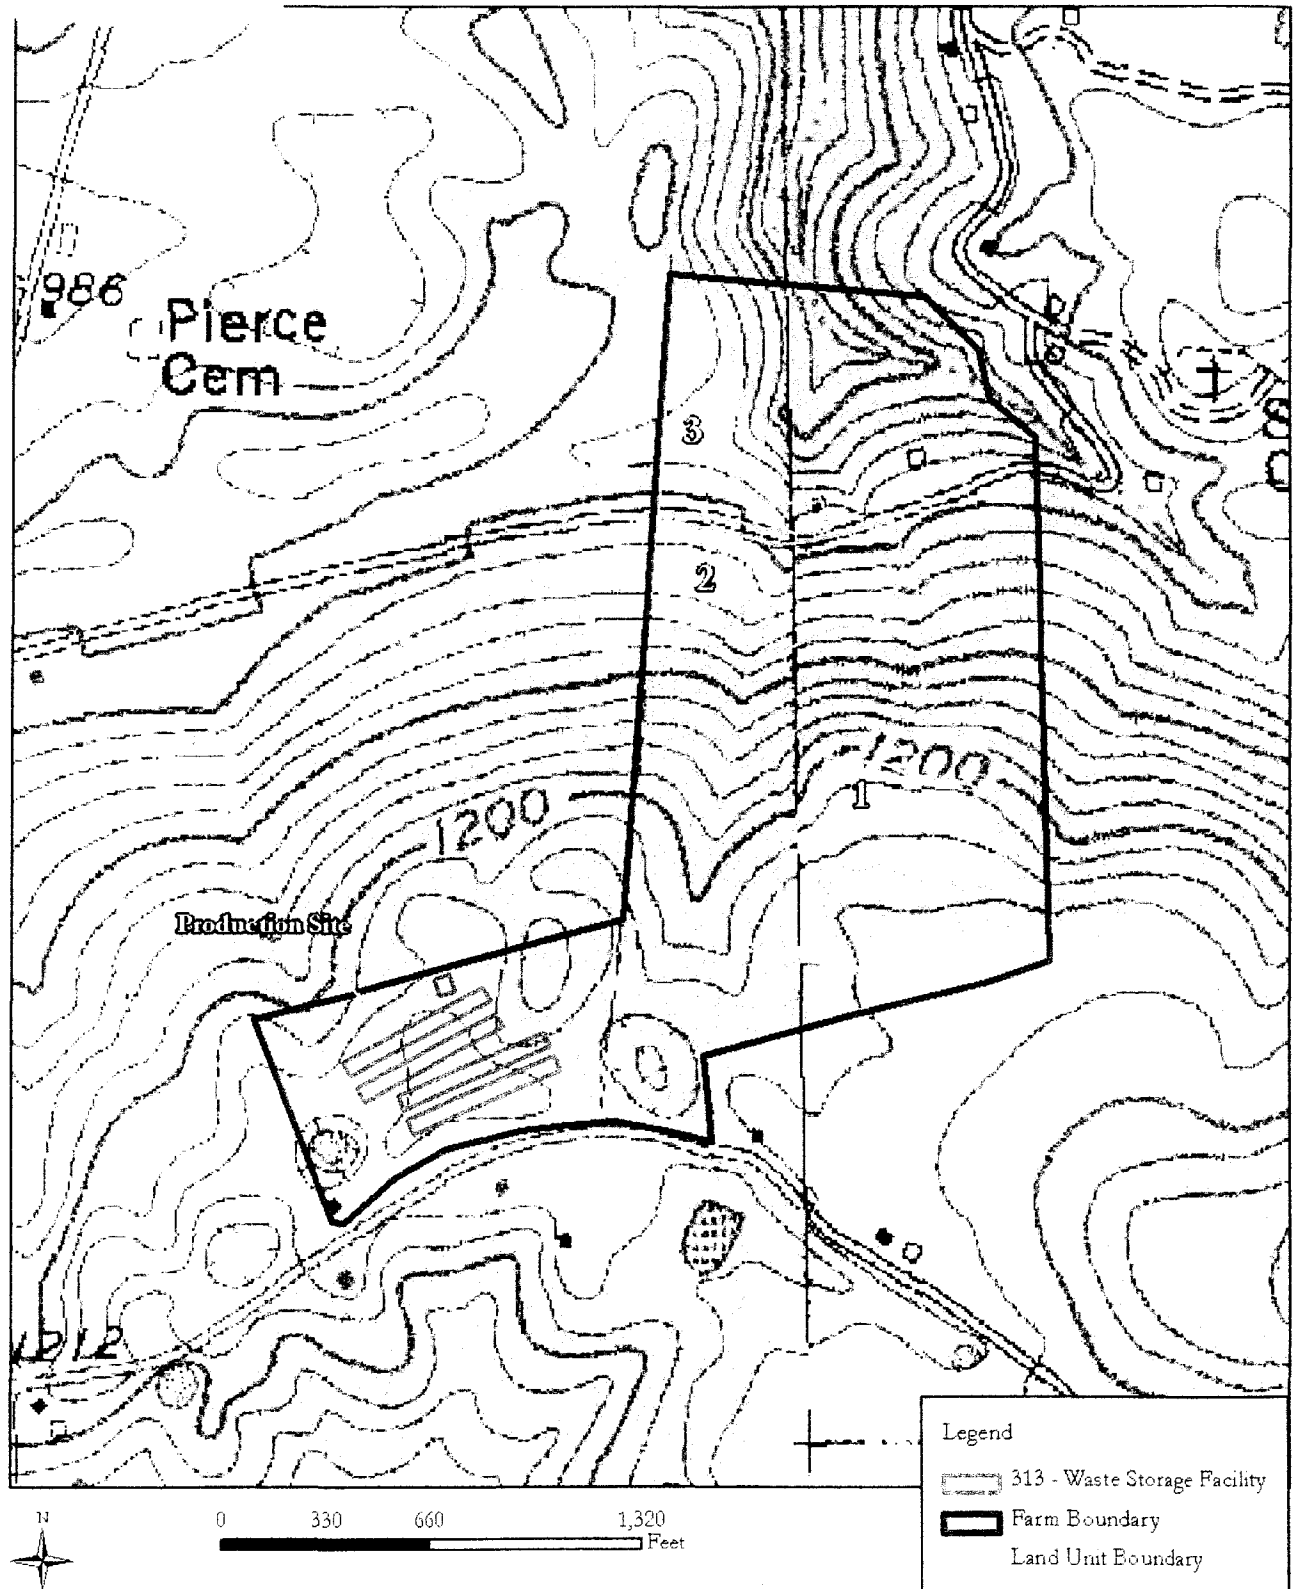 986
Pierce
Cem
3
S
2
1200
1
1200
Production Site
1212
Legend
313 - Waste Storage Facility
Farm Boundary
Land Unit Boundary
N
0 330 660 1,320
Feet